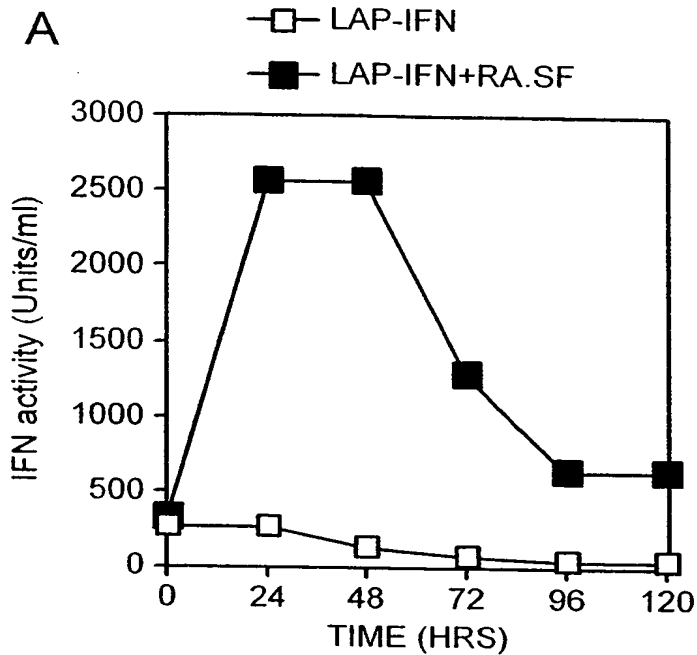 A
LAP-IFN
LAP-IFN+RA.SF
3000
2500
2000
1500
1000
500
0
IFN activity (Units/ml)
0 24 48 72 96 120
TIME (HRS)